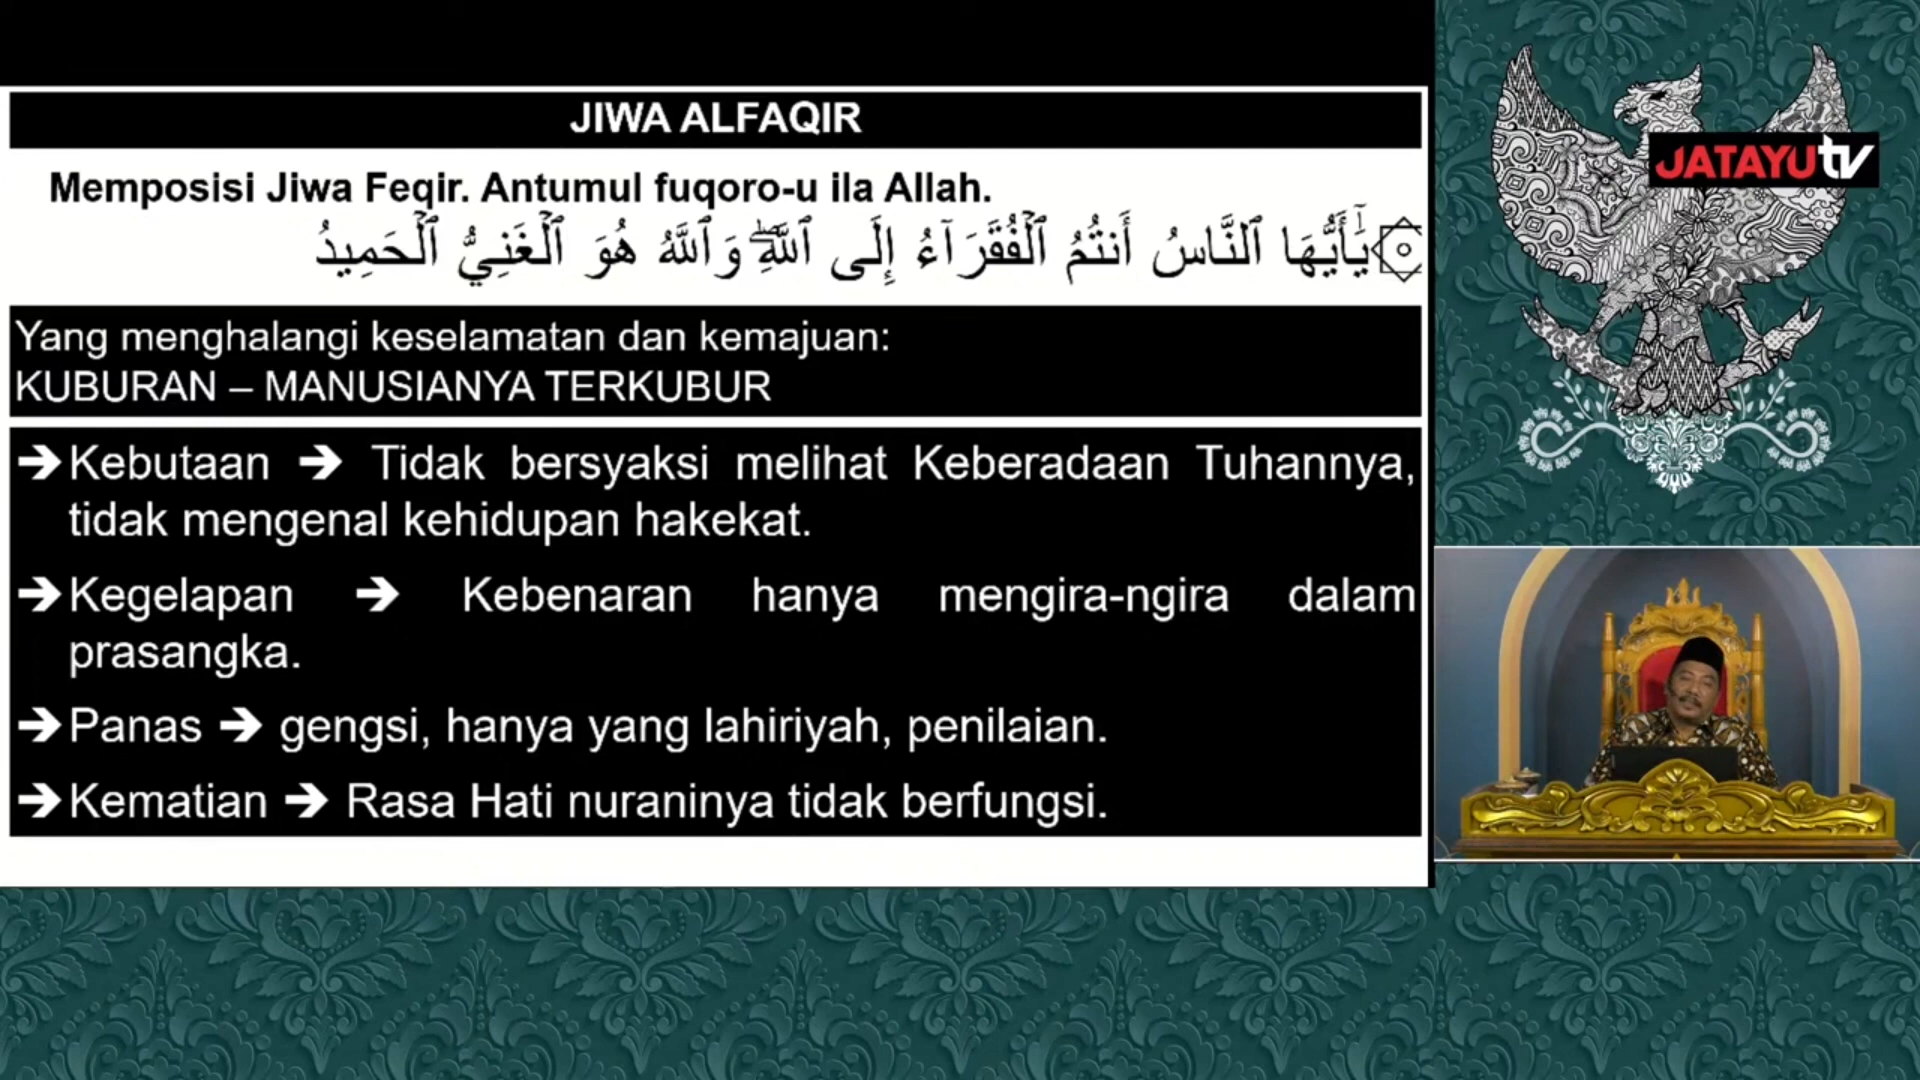 JIWA ALFAQIR
Memposisi Jiwa Feqir. Antumul fuqoro-u ila Allah.
۞يَٰٓأَيُّهَا ٱلنَّاسُ أَنتُمُ ٱلْفُقَرَآءُ إِلَى ٱللَّهِۖ وَٱللَّهُ هُوَ ٱلْغَنِيُّ ٱلْحَمِيدُ
Yang menghalangi keselamatan dan kemajuan:
KUBURAN – MANUSIANYA TERKUBUR
➔Kebutaan ➔ Tidak bersyaksi melihat Keberadaan Tuhannya,
tidak mengenal kehidupan hakekat.
➔Kegelapan ➔ Kebenaran hanya mengira-ngira dalam
prasangka.
➔Panas ➔ gengsi, hanya yang lahiriyah, penilaian.
➔Kematian ➔ Rasa Hati nuraninya tidak berfungsi.
JATAYUtv